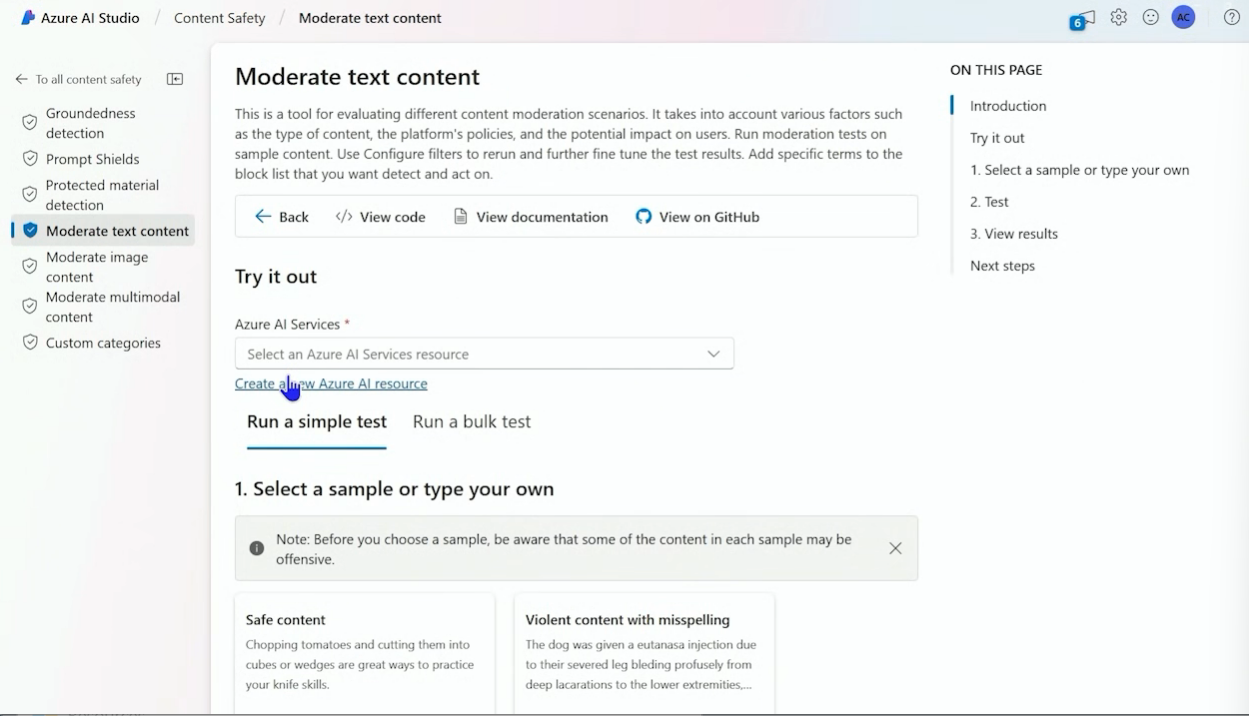 Azure AI Studio / Content Safety / Moderate text content
6
AC
To all content safety
Groundedness
detection
Prompt Shields
Protected material
detection
Moderate text content
Moderate image
content
Moderate multimodal
content
Custom categories
Moderate text content
This is a tool for evaluating different content moderation scenarios. It takes into account various factors such
as the type of content, the platform's policies, and the potential impact on users. Run moderation tests on
sample content. Use Configure filters to rerun and further fine tune the test results. Add specific terms to the
block list that you want detect and act on.
Back </> View code View documentation View on GitHub
Try it out
Azure AI Services *
Select an Azure AI Services resource
Create a new Azure AI resource
Run a simple test Run a bulk test
1. Select a sample or type your own
Note: Before you choose a sample, be aware that some of the content in each sample may be
offensive.
Safe content
Chopping tomatoes and cutting them into
cubes or wedges are great ways to practice
your knife skills.
Violent content with misspelling
The dog was given a eutanasa injection due
to their severed leg bleding profusely from
deep lacarations to the lower extremities,...
ON THIS PAGE
Introduction
Try it out
1. Select a sample or type your own
2. Test
3. View results
Next steps